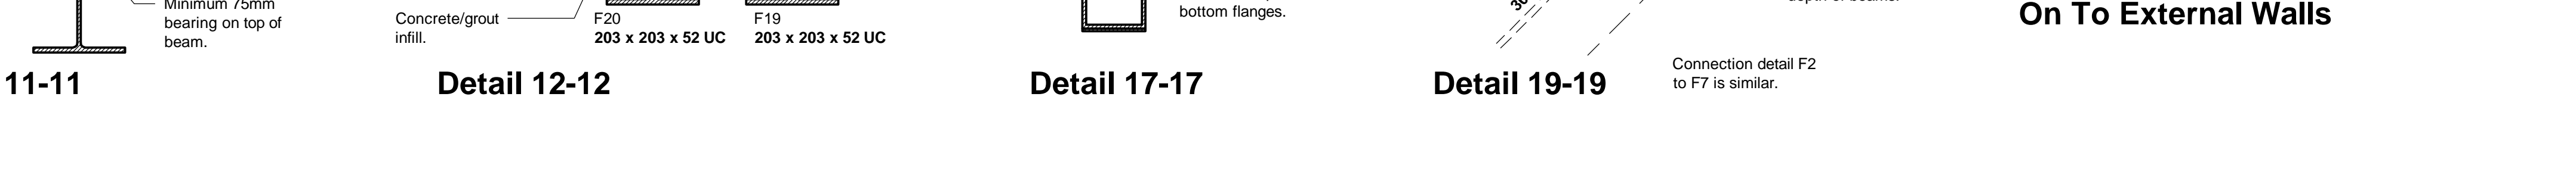 Minimum 75mm
bearing on top of
beam.
11-11
Concrete/grout
infill.
F20
203 x 203 x 52 UC
F19
203 x 203 x 52 UC
Detail 12-12
bottom flanges.
Detail 17-17
Detail 19-19
Connection detail F2
to F7 is similar.
On To External Walls